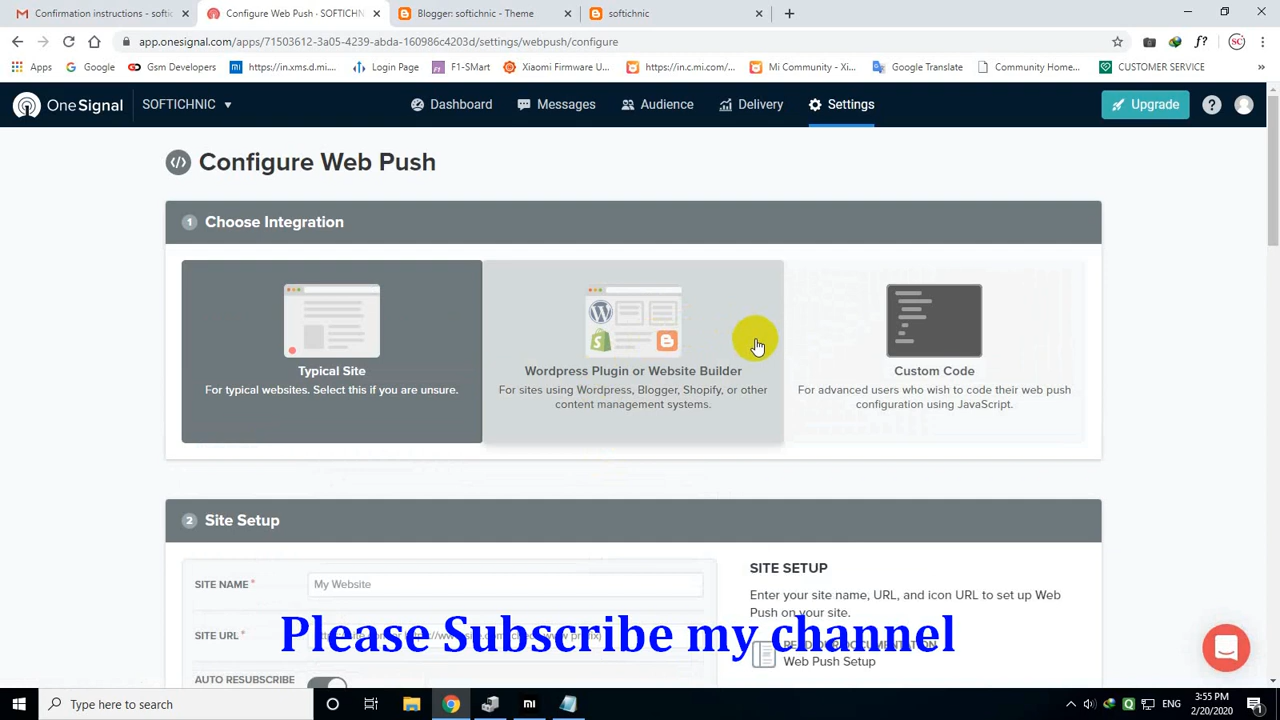 Confirmation instructions - softic
Configure Web Push · SOFTICHNIC
Blogger: softichnic - Theme
softichnic
app.onesignal.com/apps/71503612-3a05-4239-abda-160986c4203d/settings/webpush/configure
Apps
Google
Gsm Developers
https://in.xms.d.mi....
Login Page
F1-SMart
Xiaomi Firmware U...
https://in.c.mi.com/...
Mi Community - Xi...
Google Translate
Community Home...
CUSTOMER SERVICE
OneSignal
SOFTICHNIC
Dashboard
Messages
Audience
Delivery
Settings
Upgrade
Configure Web Push
1 Choose Integration
Typical Site
For typical websites. Select this if you are unsure.
Wordpress Plugin or Website Builder
For sites using Wordpress, Blogger, Shopify, or other
content management systems.
Custom Code
For advanced users who wish to code their web push
configuration using JavaScript.
2 Site Setup
SITE NAME *
My Website
SITE URL *
AUTO RESUBSCRIBE
SITE SETUP
Enter your site name, URL, and icon URL to set up Web
Push on your site.
Web Push Setup
Please Subscribe my channel
Type here to search
ENG
3:55 PM
2/20/2020